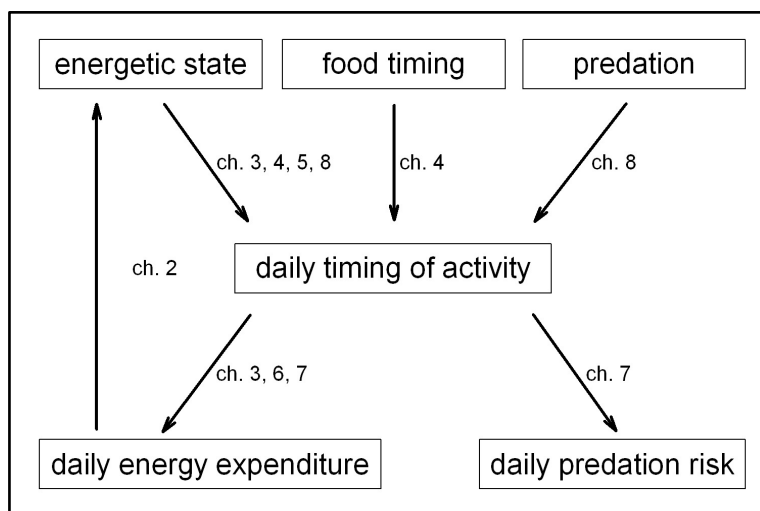 energetic state
food timing
predation
ch. 3, 4, 5, 8
ch. 4
ch. 8
daily timing of activity
ch. 2
ch. 3, 6, 7
ch. 7
daily energy expenditure
daily predation risk